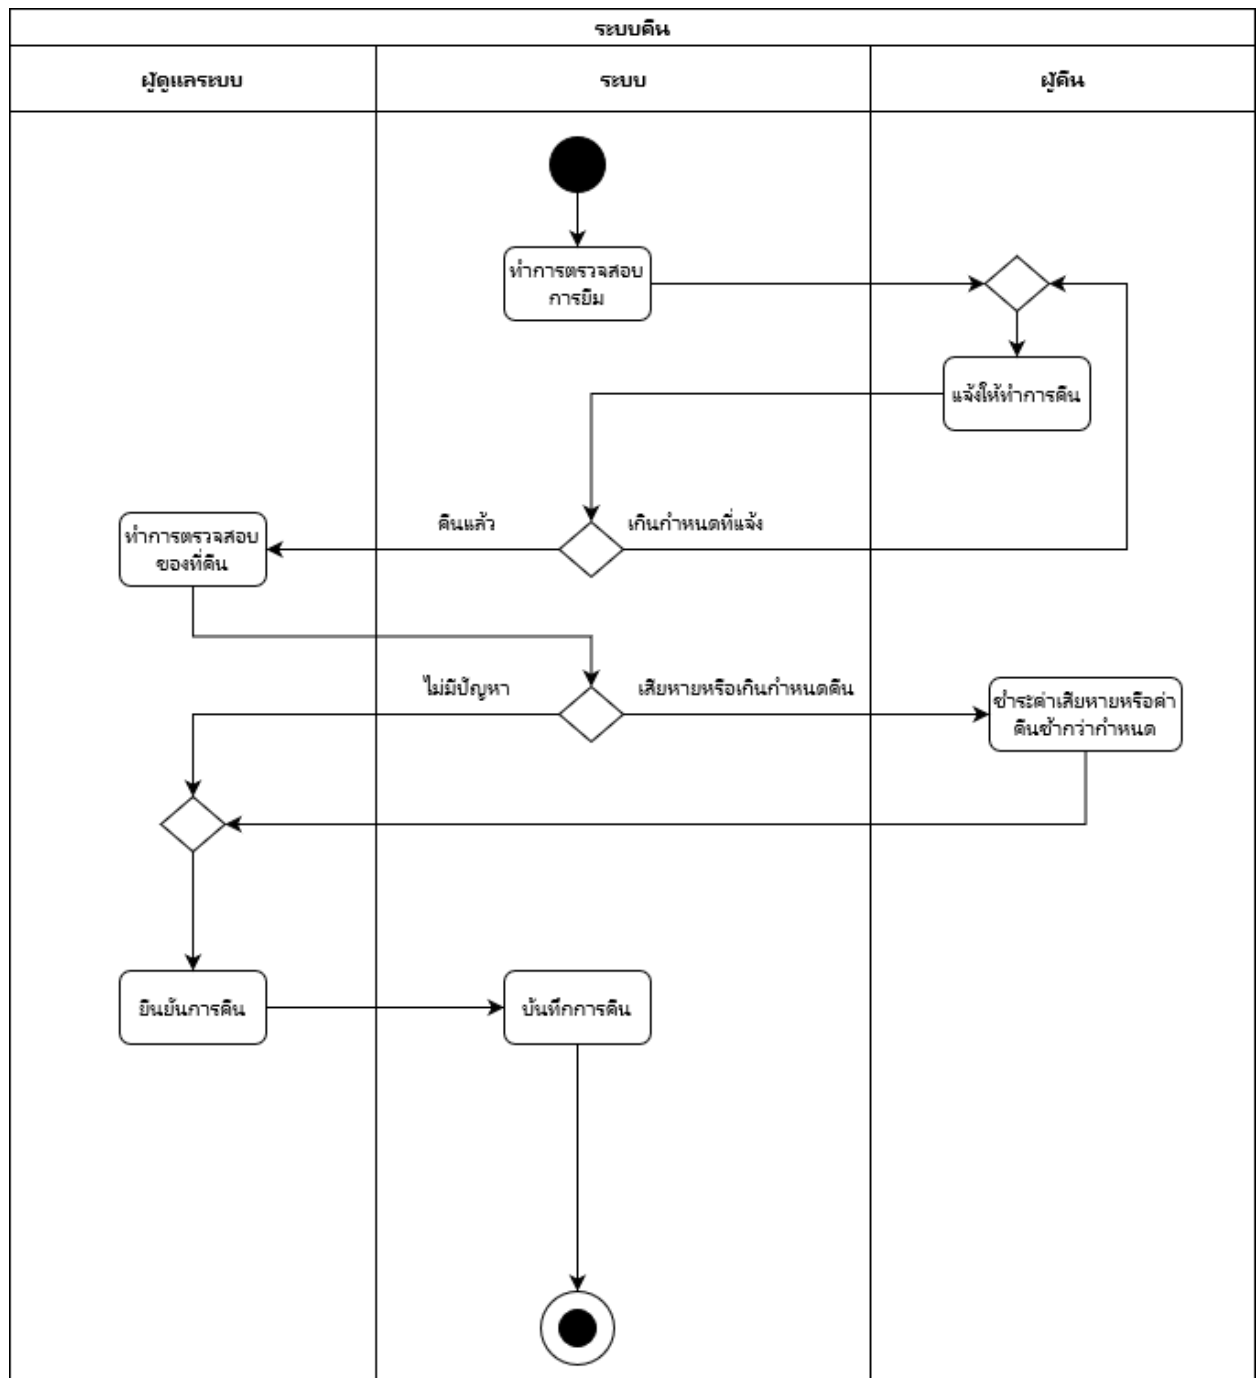 ระบบคืน
ผู้ดูแลระบบ
ระบบ
ผู้คืน
ทำการตรวจสอบ
การยืม
แจ้งให้ทำการคืน
คืนแล้ว
เกินกำหนดที่แจ้ง
ทำการตรวจสอบ
ของที่คืน
ไม่มีปัญหา
เสียหายหรือเกินกำหนดคืน
ชำระค่าเสียหายหรือค่า
คืนช้ากว่ากำหนด
ยืนยันการคืน
บันทึกการคืน